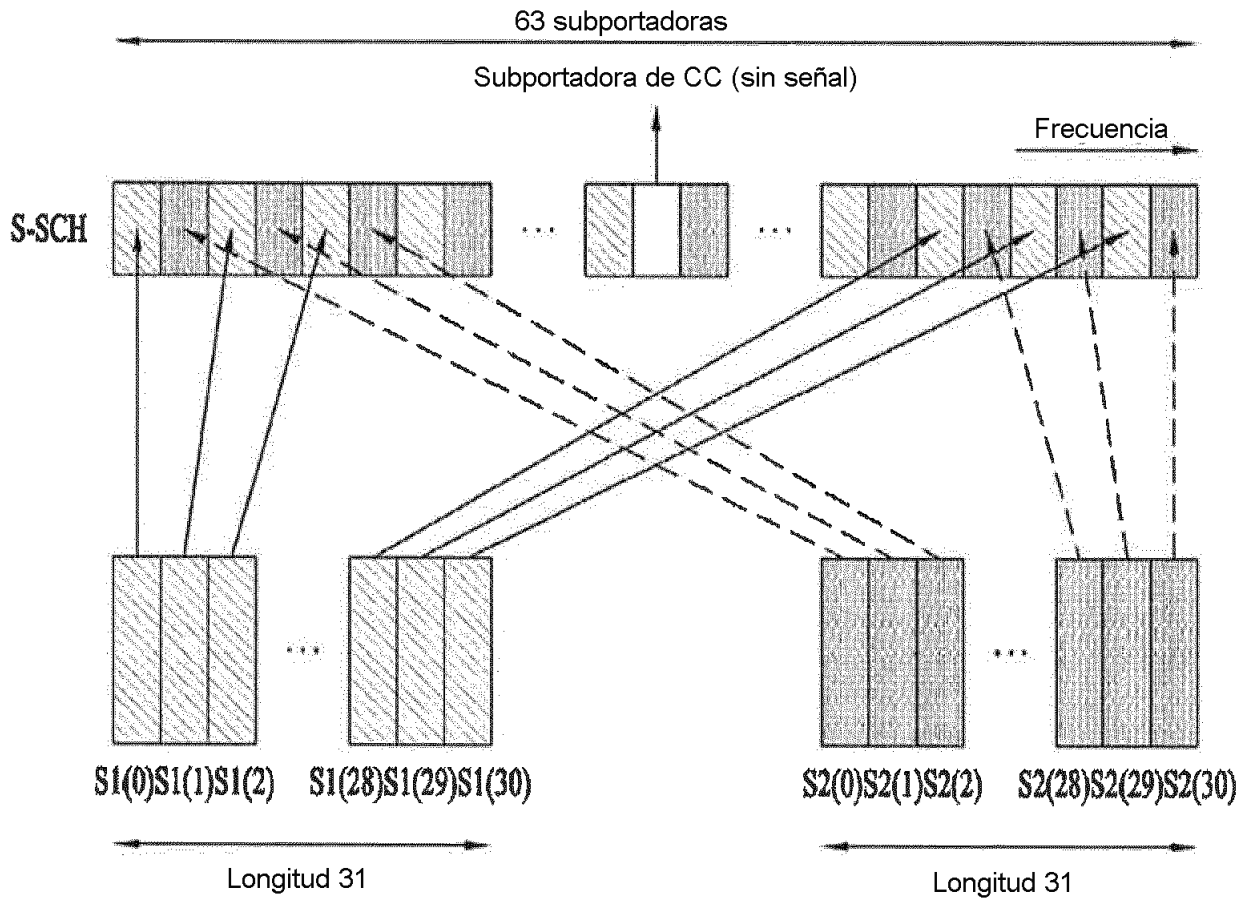 63 subportadoras
Subportadora de CC (sin señal)
Frecuencia
S-SCH
... ...
S1(0)S1(1)S1(2) S1(28)S1(29)S1(30) S2(0)S2(1)S2(2) S2(28)S2(29)S2(30)
Longitud 31 Longitud 31